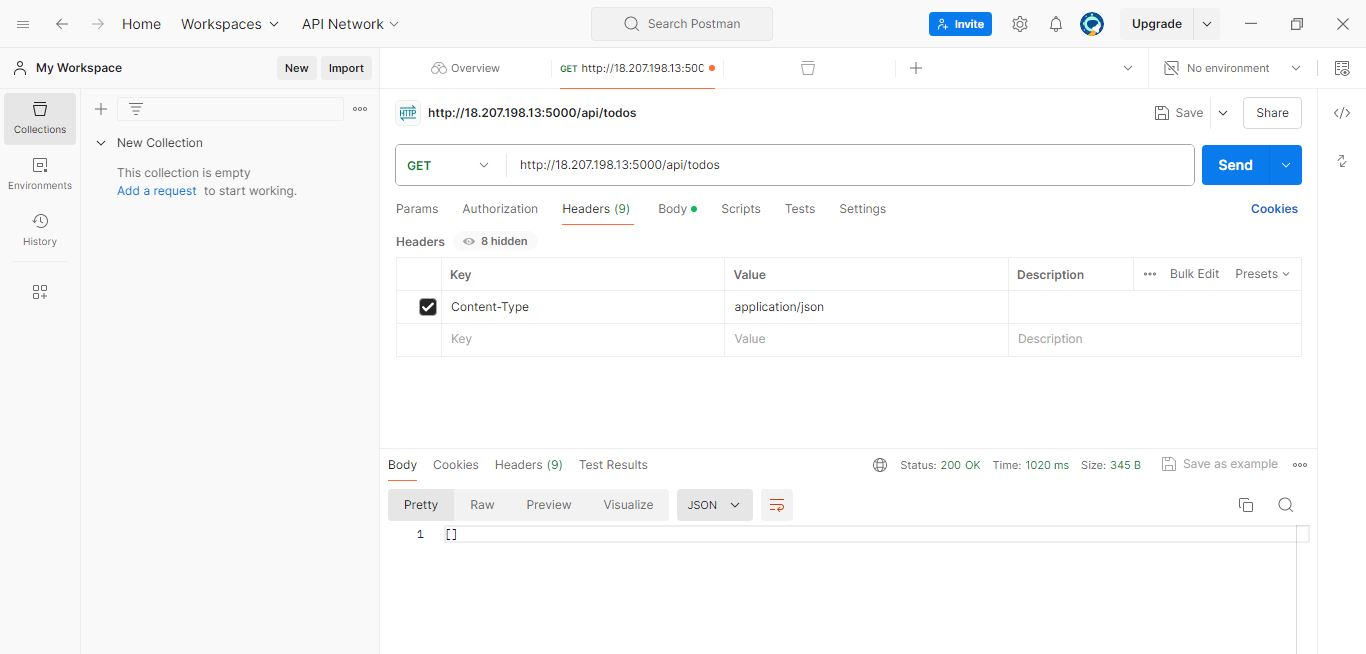 Home Workspaces API Network Search Postman Invite Upgrade
My Workspace New Import Overview GET http://18.207.198.13:500 No environment
Collections
Environments
History
New Collection
This collection is empty
Add a request to start working.
HTTP http://18.207.198.13:5000/api/todos Save Share
GET http://18.207.198.13:5000/api/todos Send
Params Authorization Headers (9) Body Scripts Tests Settings Cookies
Headers 8 hidden
Key Value Description Bulk Edit Presets
Content-Type application/json
Key Value Description
Body Cookies Headers (9) Test Results Status: 200 OK Time: 1020 ms Size: 345 B Save as example
Pretty Raw Preview Visualize JSON
1 []